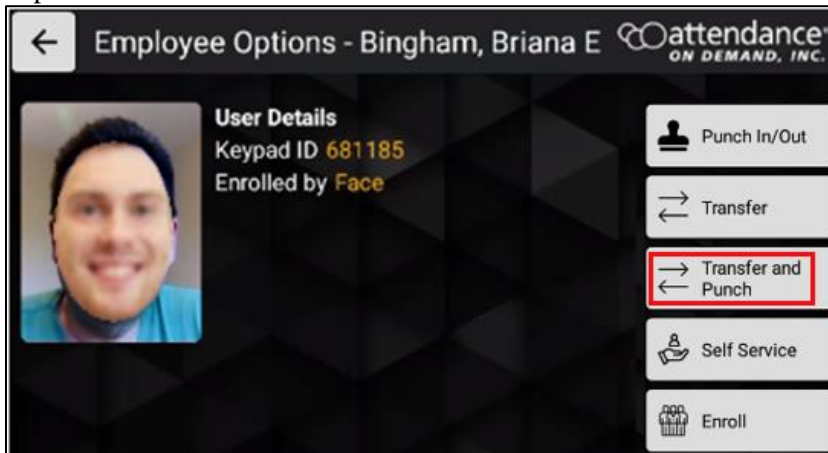 Employee Options - Bingham, Briana E
attendance
ON DEMAND, INC.
User Details
Keypad ID 681185
Enrolled by Face
Punch In/Out
Transfer
Transfer and
Punch
Self Service
Enroll